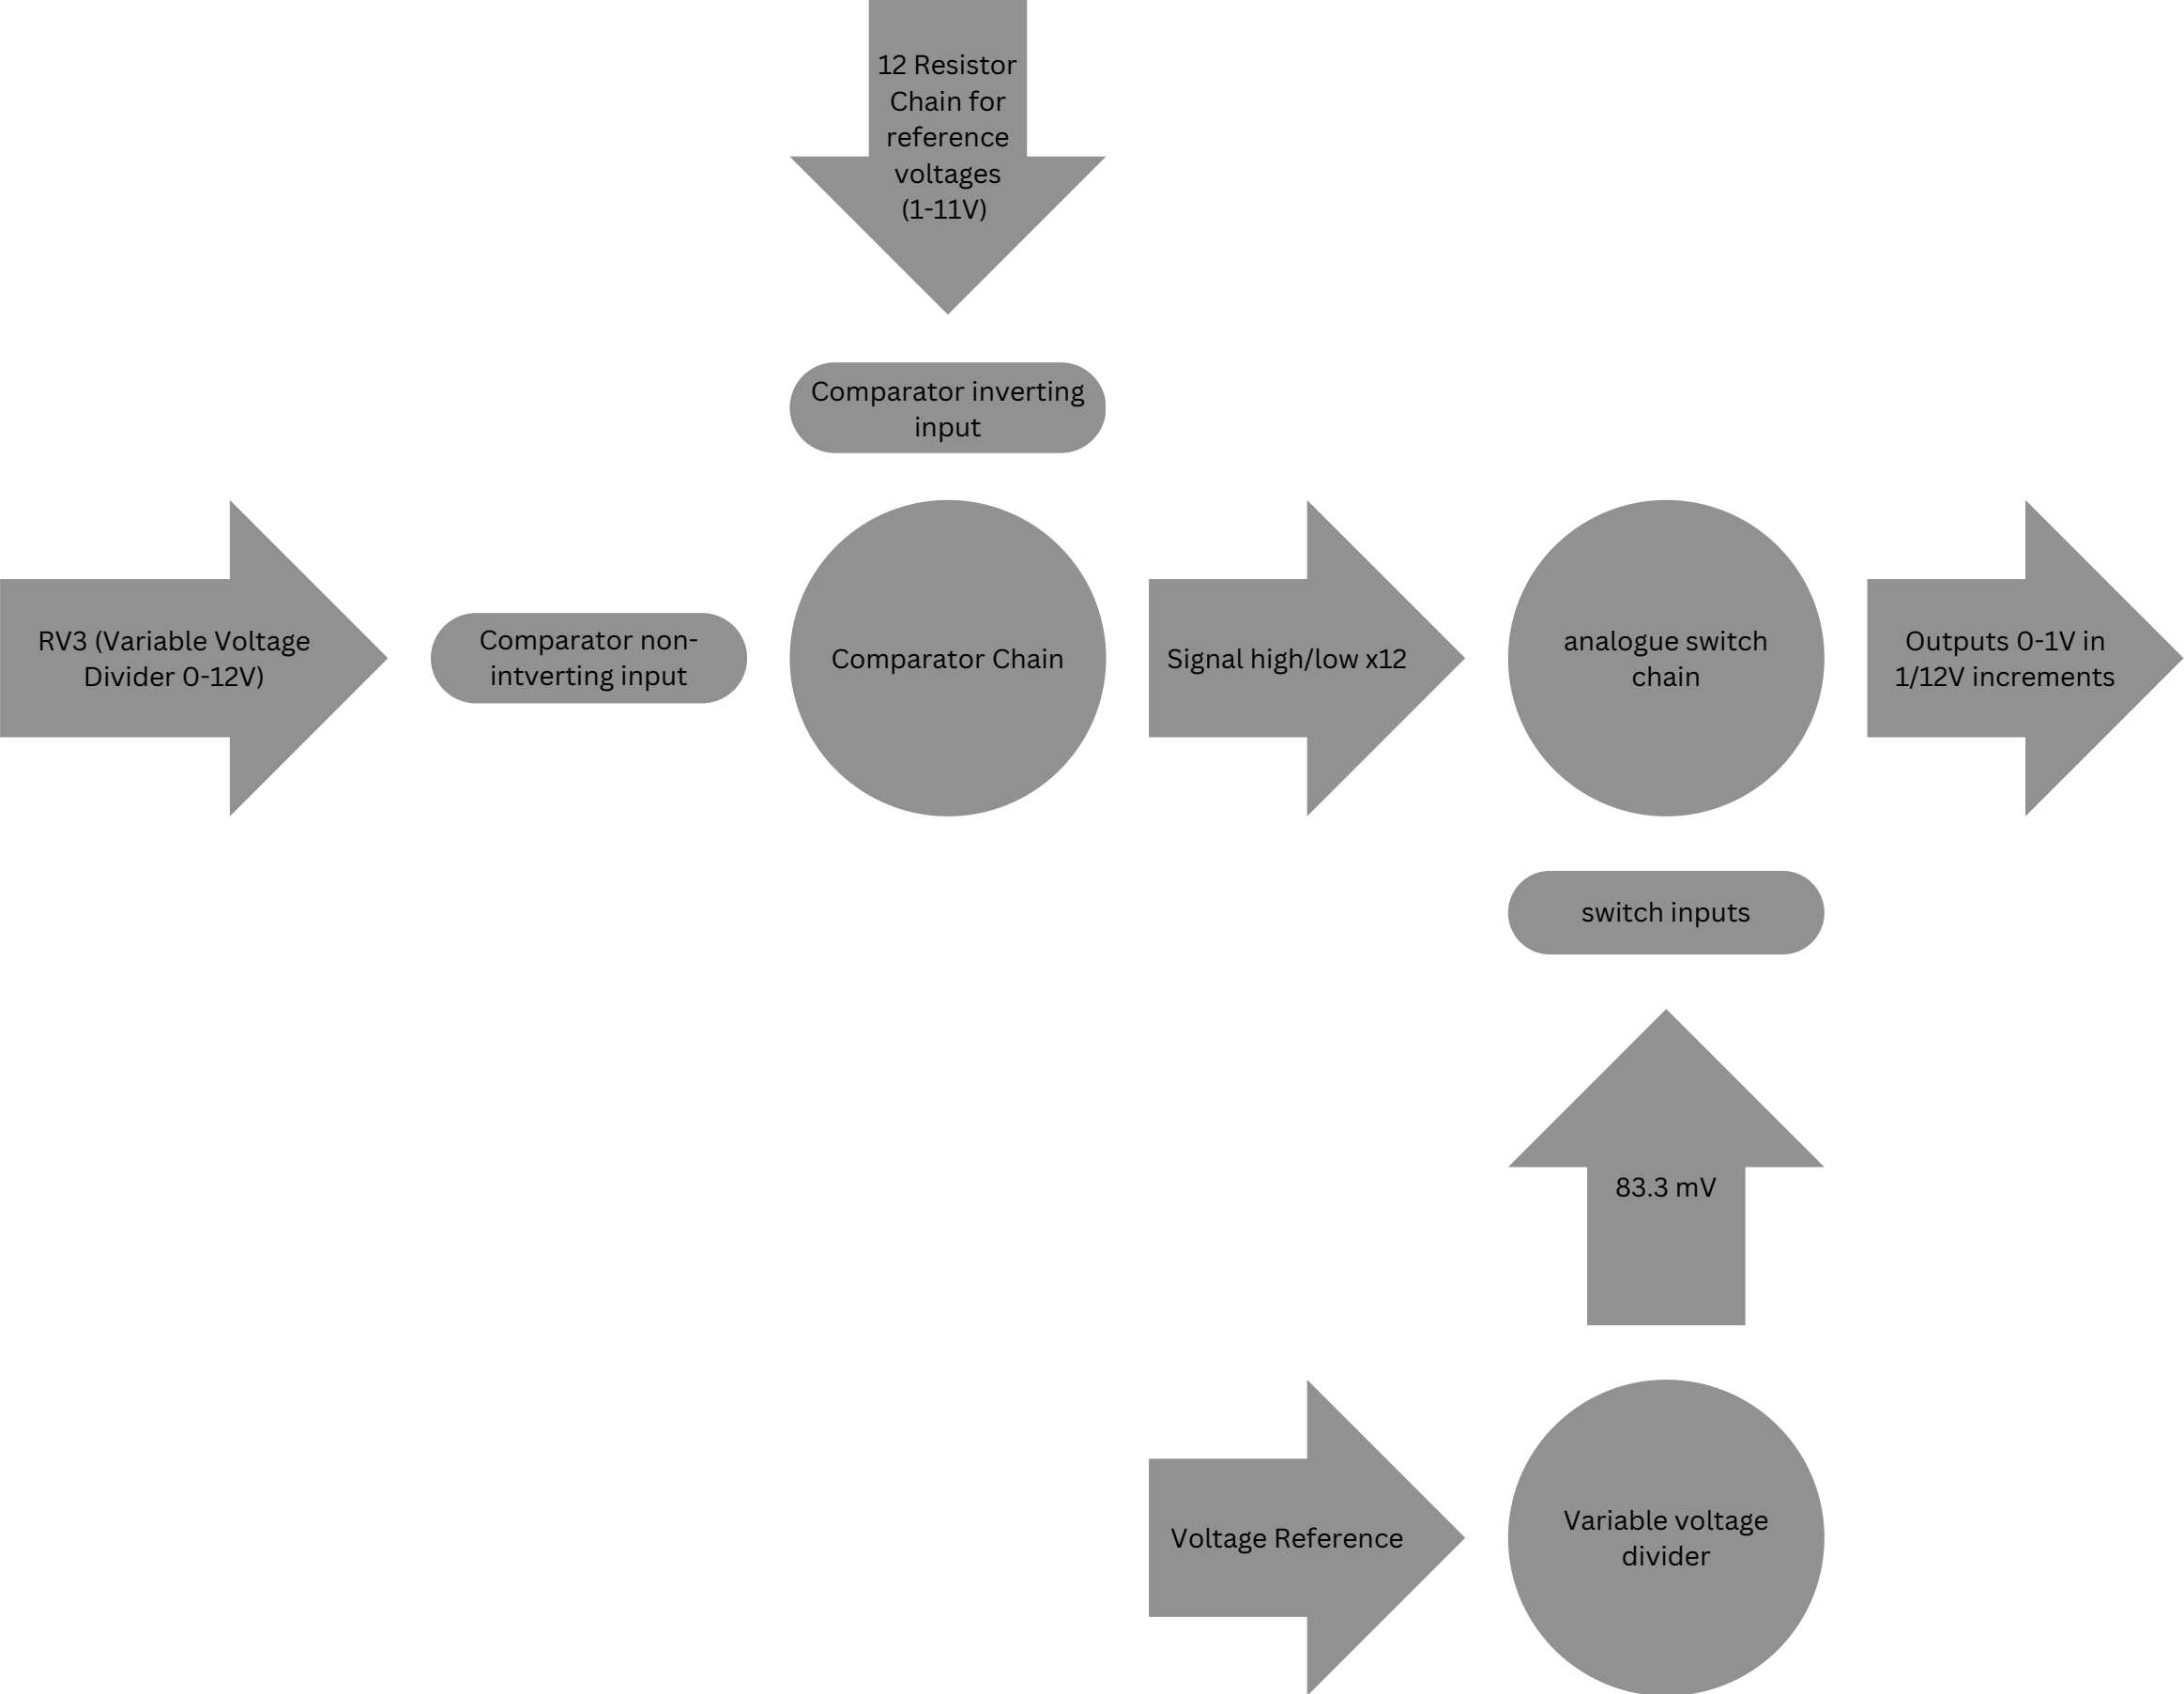 12 Resistor
Chain for
reference
voltages
(1-11V)
Comparator inverting
input
RV3 (Variable Voltage
Divider 0-12V)
Comparator non-
intverting input
Comparator Chain
Signal high/low x12
analogue switch
chain
Outputs 0-1V in
1/12V increments
switch inputs
83.3 mV
Voltage Reference
Variable voltage
divider